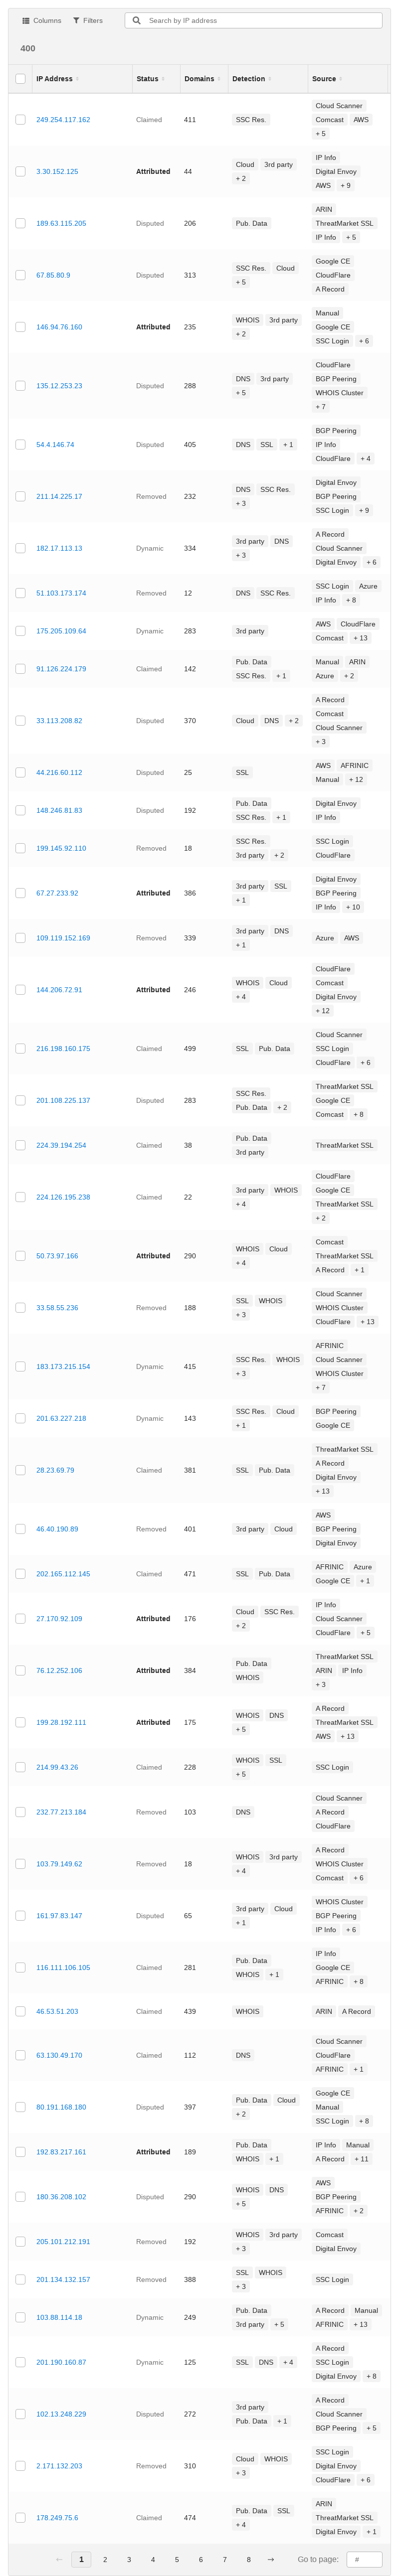 Columns Filters Search by IP address
400
IP Address Status Domains Detection Source
249.254.117.162 Claimed 411 SSC Res. Cloud Scanner Comcast AWS + 5
3.30.152.125 Attributed 44 Cloud 3rd party + 2 IP Info Digital Envoy AWS + 9
189.63.115.205 Disputed 206 Pub. Data ARIN ThreatMarket SSL IP Info + 5
67.85.80.9 Disputed 313 SSC Res. Cloud + 5 Google CE CloudFlare A Record
146.94.76.160 Attributed 235 WHOIS 3rd party + 2 Manual Google CE SSC Login + 6
135.12.253.23 Disputed 288 DNS 3rd party + 5 CloudFlare BGP Peering WHOIS Cluster + 7
54.4.146.74 Disputed 405 DNS SSL + 1 BGP Peering IP Info CloudFlare + 4
211.14.225.17 Removed 232 DNS SSC Res. + 3 Digital Envoy BGP Peering SSC Login + 9
182.17.113.13 Dynamic 334 3rd party DNS + 3 A Record Cloud Scanner Digital Envoy + 6
51.103.173.174 Removed 12 DNS SSC Res. SSC Login Azure IP Info + 8
175.205.109.64 Dynamic 283 3rd party AWS CloudFlare Comcast + 13
91.126.224.179 Claimed 142 Pub. Data SSC Res. + 1 Manual ARIN Azure + 2
33.113.208.82 Disputed 370 Cloud DNS + 2 A Record Comcast Cloud Scanner + 3
44.216.60.112 Disputed 25 SSL AWS AFRINIC Manual + 12
148.246.81.83 Disputed 192 Pub. Data SSC Res. + 1 Digital Envoy IP Info
199.145.92.110 Removed 18 SSC Res. 3rd party + 2 SSC Login CloudFlare
67.27.233.92 Attributed 386 3rd party SSL + 1 Digital Envoy BGP Peering IP Info + 10
109.119.152.169 Removed 339 3rd party DNS + 1 Azure AWS
144.206.72.91 Attributed 246 WHOIS Cloud + 4 CloudFlare Comcast Digital Envoy + 12
216.198.160.175 Claimed 499 SSL Pub. Data Cloud Scanner SSC Login CloudFlare + 6
201.108.225.137 Disputed 283 SSC Res. Pub. Data + 2 ThreatMarket SSL Google CE Comcast + 8
224.39.194.254 Claimed 38 Pub. Data 3rd party ThreatMarket SSL
224.126.195.238 Claimed 22 3rd party WHOIS + 4 CloudFlare Google CE ThreatMarket SSL + 2
50.73.97.166 Attributed 290 WHOIS Cloud + 4 Comcast ThreatMarket SSL A Record + 1
33.58.55.236 Removed 188 SSL WHOIS + 3 Cloud Scanner WHOIS Cluster CloudFlare + 13
183.173.215.154 Dynamic 415 SSC Res. WHOIS + 3 AFRINIC Cloud Scanner WHOIS Cluster + 7
201.63.227.218 Dynamic 143 SSC Res. Cloud + 1 BGP Peering Google CE
28.23.69.79 Claimed 381 SSL Pub. Data ThreatMarket SSL A Record Digital Envoy + 13
46.40.190.89 Removed 401 3rd party Cloud AWS BGP Peering Digital Envoy
202.165.112.145 Claimed 471 SSL Pub. Data AFRINIC Azure Google CE + 1
27.170.92.109 Attributed 176 Cloud SSC Res. + 2 IP Info Cloud Scanner CloudFlare + 5
76.12.252.106 Attributed 384 Pub. Data WHOIS ThreatMarket SSL ARIN IP Info + 3
199.28.192.111 Attributed 175 WHOIS DNS + 5 A Record ThreatMarket SSL AWS + 13
214.99.43.26 Claimed 228 WHOIS SSL + 5 SSC Login
232.77.213.184 Removed 103 DNS Cloud Scanner A Record CloudFlare
103.79.149.62 Removed 18 WHOIS 3rd party + 4 A Record WHOIS Cluster Comcast + 6
161.97.83.147 Disputed 65 3rd party Cloud + 1 WHOIS Cluster BGP Peering IP Info + 6
116.111.106.105 Claimed 281 Pub. Data WHOIS + 1 IP Info Google CE AFRINIC + 8
46.53.51.203 Claimed 439 WHOIS ARIN A Record
63.130.49.170 Claimed 112 DNS Cloud Scanner CloudFlare AFRINIC + 1
80.191.168.180 Disputed 397 Pub. Data Cloud + 2 Google CE Manual SSC Login + 8
192.83.217.161 Attributed 189 Pub. Data WHOIS + 1 IP Info Manual A Record + 11
180.36.208.102 Disputed 290 WHOIS DNS + 5 AWS BGP Peering AFRINIC + 2
205.101.212.191 Removed 192 WHOIS 3rd party + 3 Comcast Digital Envoy
201.134.132.157 Removed 388 SSL WHOIS + 3 SSC Login
103.88.114.18 Dynamic 249 Pub. Data 3rd party + 5 A Record Manual AFRINIC + 13
201.190.160.87 Dynamic 125 SSL DNS + 4 A Record SSC Login Digital Envoy + 8
102.13.248.229 Disputed 272 3rd party Pub. Data + 1 A Record Cloud Scanner BGP Peering + 5
2.171.132.203 Removed 310 Cloud WHOIS + 3 SSC Login Digital Envoy CloudFlare + 6
178.249.75.6 Claimed 474 Pub. Data SSL + 4 ARIN ThreatMarket SSL Digital Envoy + 1
← 1 2 3 4 5 6 7 8 → Go to page: #